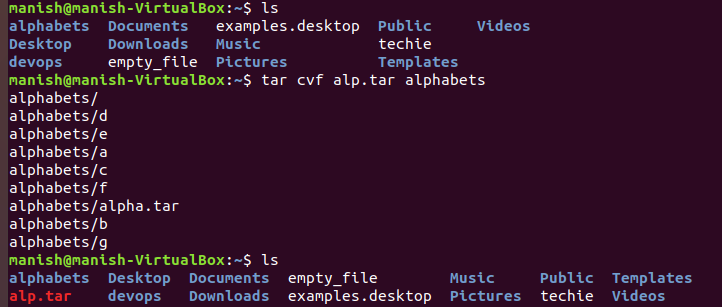 manish@manish-VirtualBox:~$ ls
alphabets Documents examples.desktop Public Videos
Desktop Downloads Music techie
devops empty_file Pictures Templates
manish@manish-VirtualBox:~$ tar cvf alp.tar alphabets
alphabets/
alphabets/d
alphabets/e
alphabets/a
alphabets/c
alphabets/f
alphabets/alpha.tar
alphabets/b
alphabets/g
manish@manish-VirtualBox:~$ ls
alphabets Desktop Documents empty_file Music Public Templates
alp.tar devops Downloads examples.desktop Pictures techie Videos